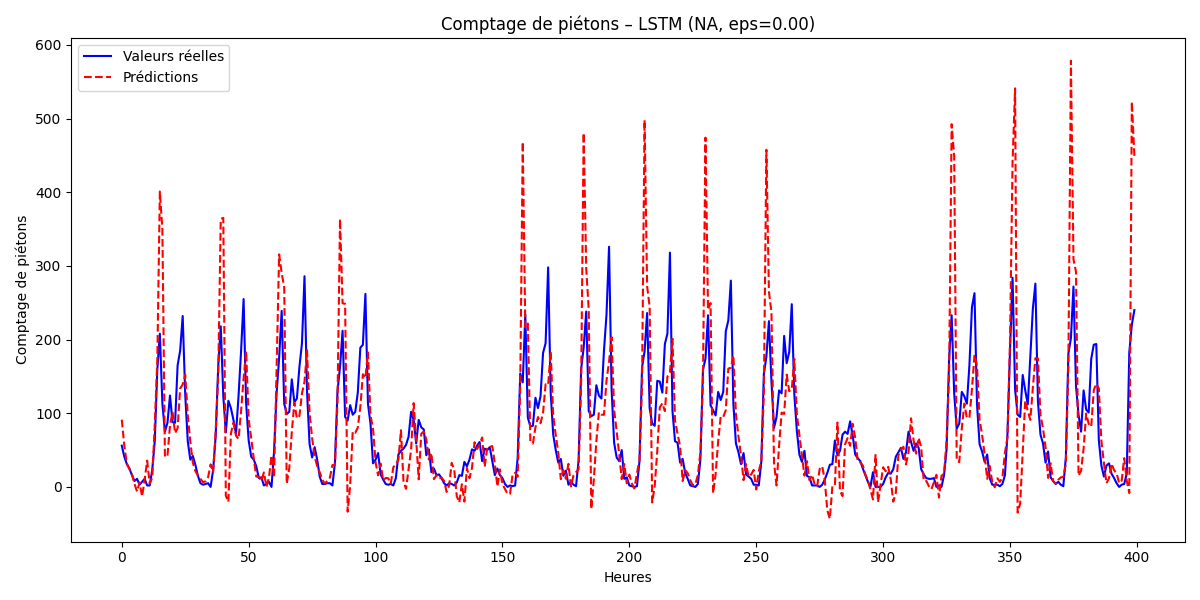 Comptage de piétons – LSTM (NA, eps=0.00)
Valeurs réelles
Prédictions
Comptage de piétons
600
500
400
300
200
100
0
0 50 100 150 200 250 300 350 400
Heures